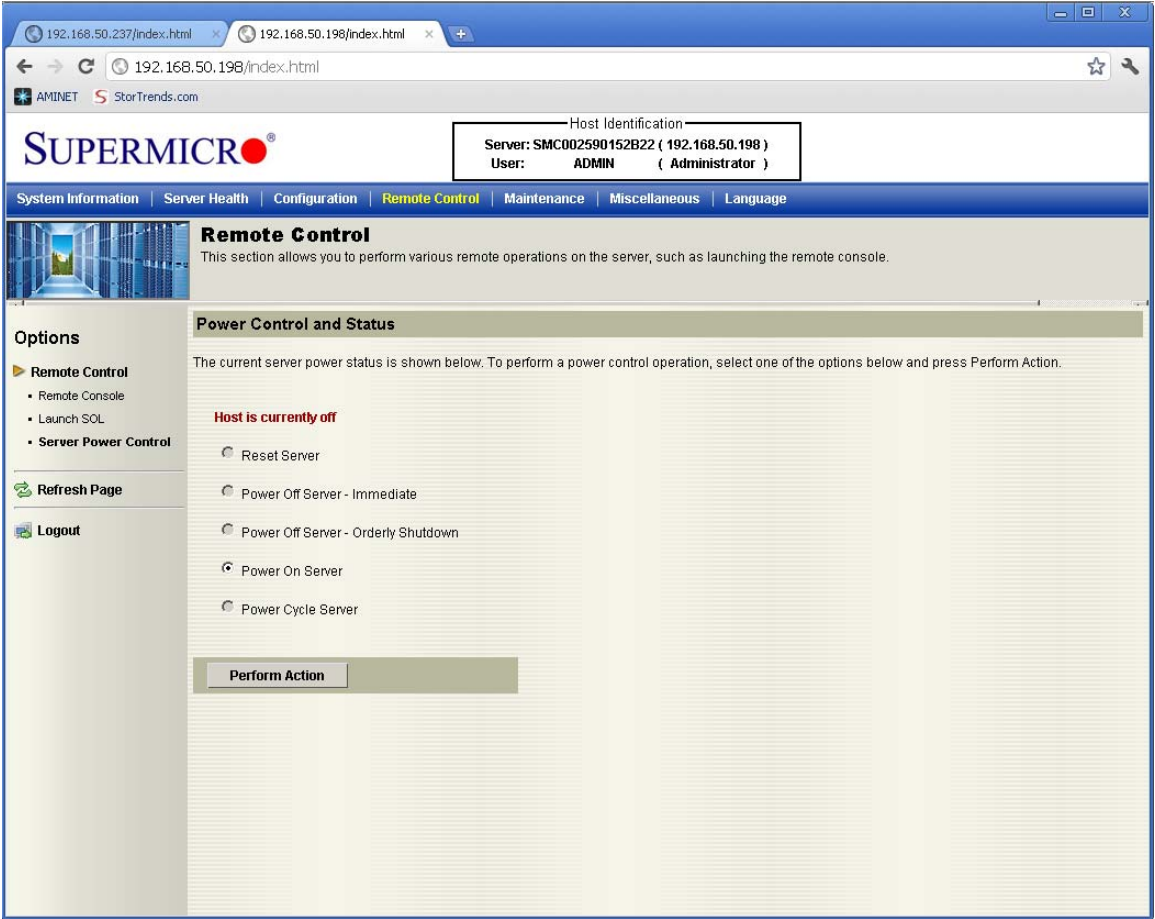 192.168.50.237/index.htm
192.168.50.198/index.html
192.168.50.198/index.html
AMINET StorTrends.com
SUPERMICRO®
Host Identification
Server: SMC002590152B22 ( 192.168.50.198 )
User: ADMIN ( Administrator )
System Information | Server Health | Configuration | Remote Control | Maintenance | Miscellaneous | Language
Remote Control
This section allows you to perform various remote operations on the server, such as launching the remote console.
Options
Remote Control
Remote Console
Launch SOL
Server Power Control
Refresh Page
Logout
Power Control and Status
The current server power status is shown below. To perform a power control operation, select one of the options below and press Perform Action.
Host is currently off
Reset Server
Power Off Server - Immediate
Power Off Server - Orderly Shutdown
Power On Server
Power Cycle Server
Perform Action